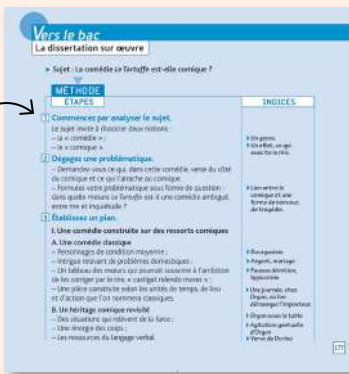 Vers le bac
La dissertation sur œuvre
Sujet : La comédie Le Tartuffe est-elle comique ?
MÉTHODE
ÉTAPES
INDICES
1 Commencez par analyser le sujet.
Le sujet invite à dissocier deux notions :
– la « comédie » ;
– le « comique ».
Un genre.
Un effet, ce qui
suscite le rire.
2 Dégagez une problématique.
– Demandez-vous ce qui, dans cette comédie, verse du côté
du comique et ce qui l'arrache au comique.
– Formulez votre problématique sous forme de question :
dans quelle mesure Le Tartuffe est-il une comédie ambiguë,
entre rire et inquiétude ?
Lien entre le
comique et une
forme de
de tragédie.
3 Établissez un plan.
I. Une comédie construite sur des ressorts comiques
A. Une comédie classique
– Personnages de condition moyenne ;
– Intrigue relevant de problèmes domestiques ;
– Un tableau des mœurs qui pourrait souscrire à l'ambition
de les corriger par le rire, « castigat ridendo mores » ;
– Une pièce construite selon les unités de temps, de lieu
et d'action que l'on nommera classiques.
Bourgeoisie
Argent, mariage
Fausse dévotion,
hypocrisie
Une journée, chez
Orgon, où l'on
démasque l'imposteur.
B. Un héritage comique revisité
– Des situations qui relèvent de la farce ;
– Une énergie des corps ;
– Les ressources du langage verbal.
Orgon sous la table
Agitation gestuelle
d'Orgon
Verve de Dorine
177